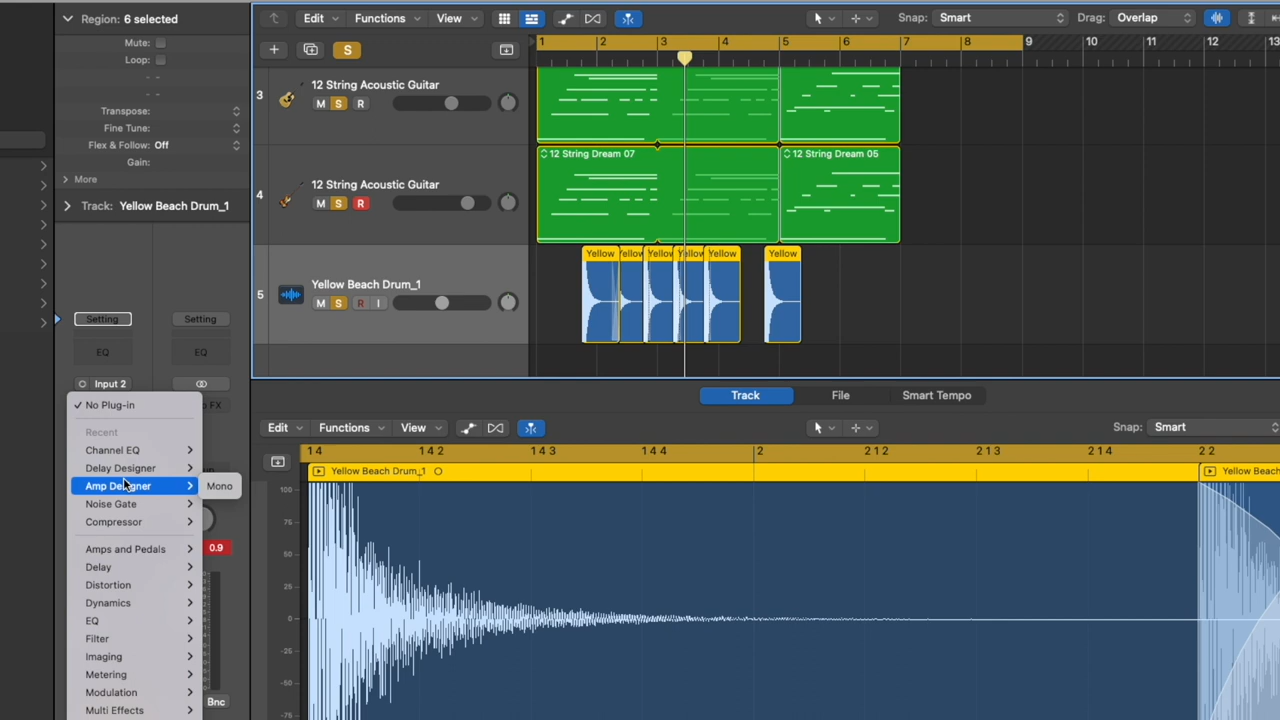 Region: 6 selected
Mute:
Loop:
Transpose:
Fine Tune:
Flex & Follow: Off
Gain:
More
Track: Yellow Beach Drum_1
Setting
Setting
EQ
EQ
Input 2
No Plug-in
Recent
Channel EQ
Delay Designer
Amp Designer
Mono
Noise Gate
Compressor
Amps and Pedals
Delay
Distortion
Dynamics
EQ
Filter
Imaging
Metering
Modulation
Multi Effects
0.9
Bnc
Edit Functions View
Snap: Smart
Drag: Overlap
S
1 2 3 4 5 6 7 8 9 10 11 12 13
3
12 String Acoustic Guitar
M S R
4
12 String Acoustic Guitar
M S R
12 String Dream 07
12 String Dream 05
5
Yellow Beach Drum_1
M S R I
Yellow Yellow Yellow Yellow Yellow Yellow
Track File Smart Tempo
Edit Functions View
Snap: Smart
1 4 1 4 2 1 4 3 1 4 4 2 2 1 2 2 1 3 2 1 4 2 2
Yellow Beach Drum_1
Yellow Beach
100
75
50
25
0
-25
-50
-75